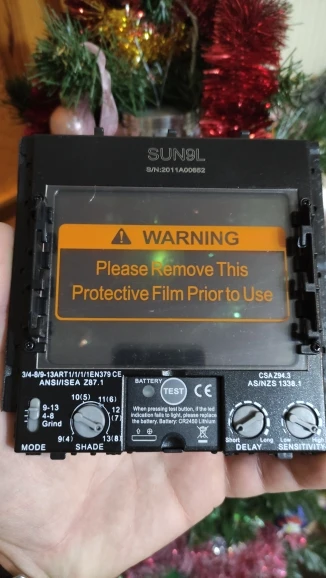 SUN9L
S/N:2011A00852
WARNING
Please Remove This
Protective Film Prior to Use
3/4-8/9-13ART1/1/1/1EN379 CE
ANSI/ISEA Z87.1
BATTERY
TEST
CE
CSA Z94.3
AS/NZS 1338.1
9-13
4-8
Grind
10(5)
11(6)
12
(7)
9(4)
13(8)
MODE
SHADE
When pressing test button, if the led
indication fails to light, please replace
the battery. Battery: CR2450 Lithium
Short
Long
DELAY
Low
High
SENSITIVITY